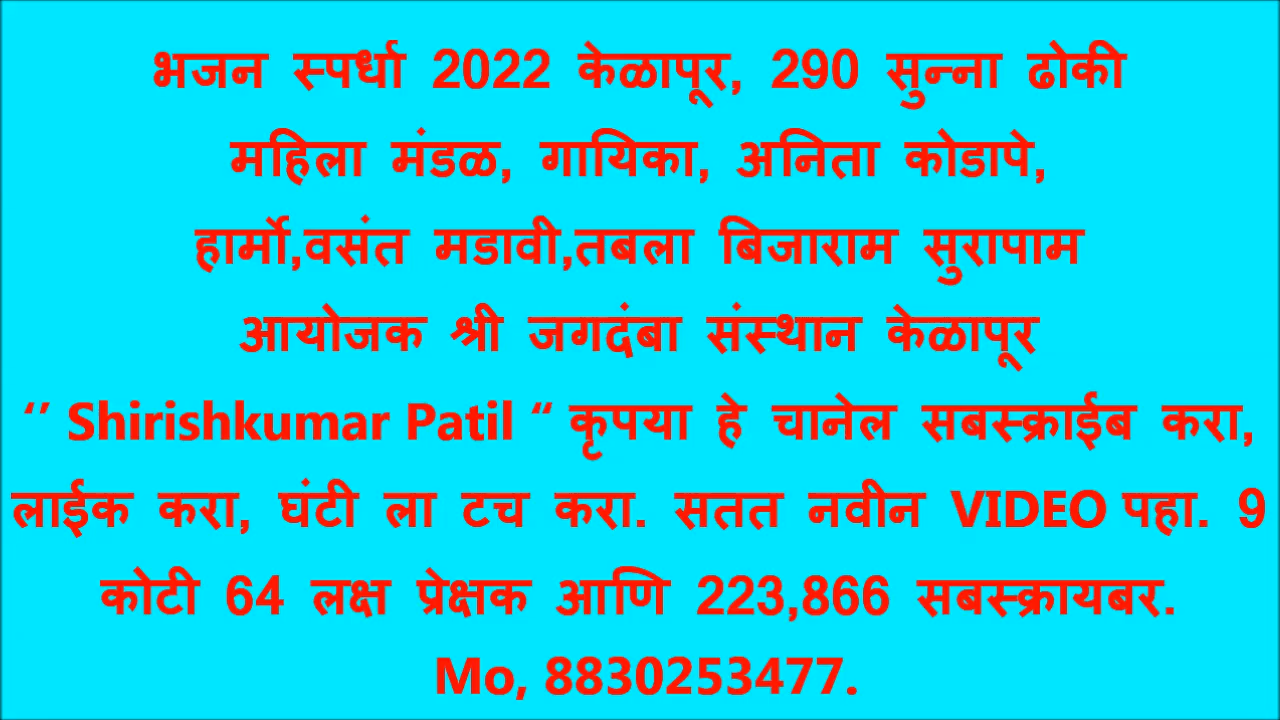 भजन स्पर्धा 2022 केळापूर, 290 सुन्ना ढोकी
महिला मंडळ, गायिका, अनिता कोडापे,
हार्मो,वसंत मडावी,तबला बिजाराम सुरापाम
आयोजक श्री जगदंबा संस्थान केळापूर
‘’ Shirishkumar Patil “ कृपया हे चानेल सबस्क्राईब करा,
लाईक करा, घंटी ला टच करा. सतत नवीन VIDEO पहा. 9
कोटी 64 लक्ष प्रेक्षक आणि 223,866 सबस्क्रायबर.
Mo, 8830253477.